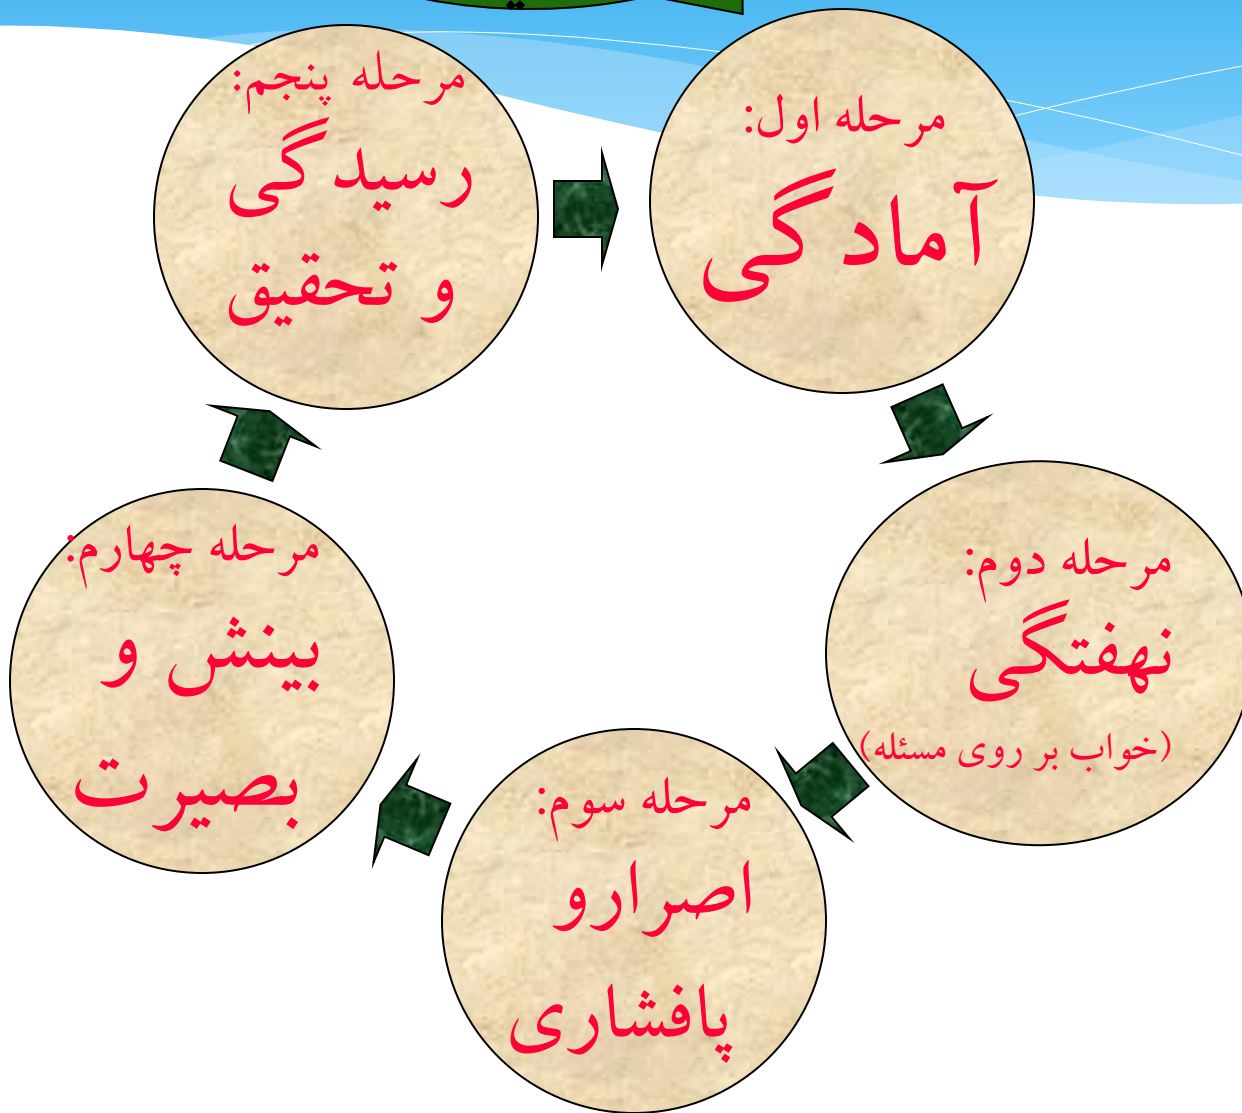 مرحله اول:
آمادگی
مرحله دوم:
نهفتگی
(خواب بر روی مسئله)
مرحله سوم:
اصرارو
پافشاری
مرحله چهارم:
بینش و
بصیرت
مرحله پنجم:
رسیدگی
و تحقیق